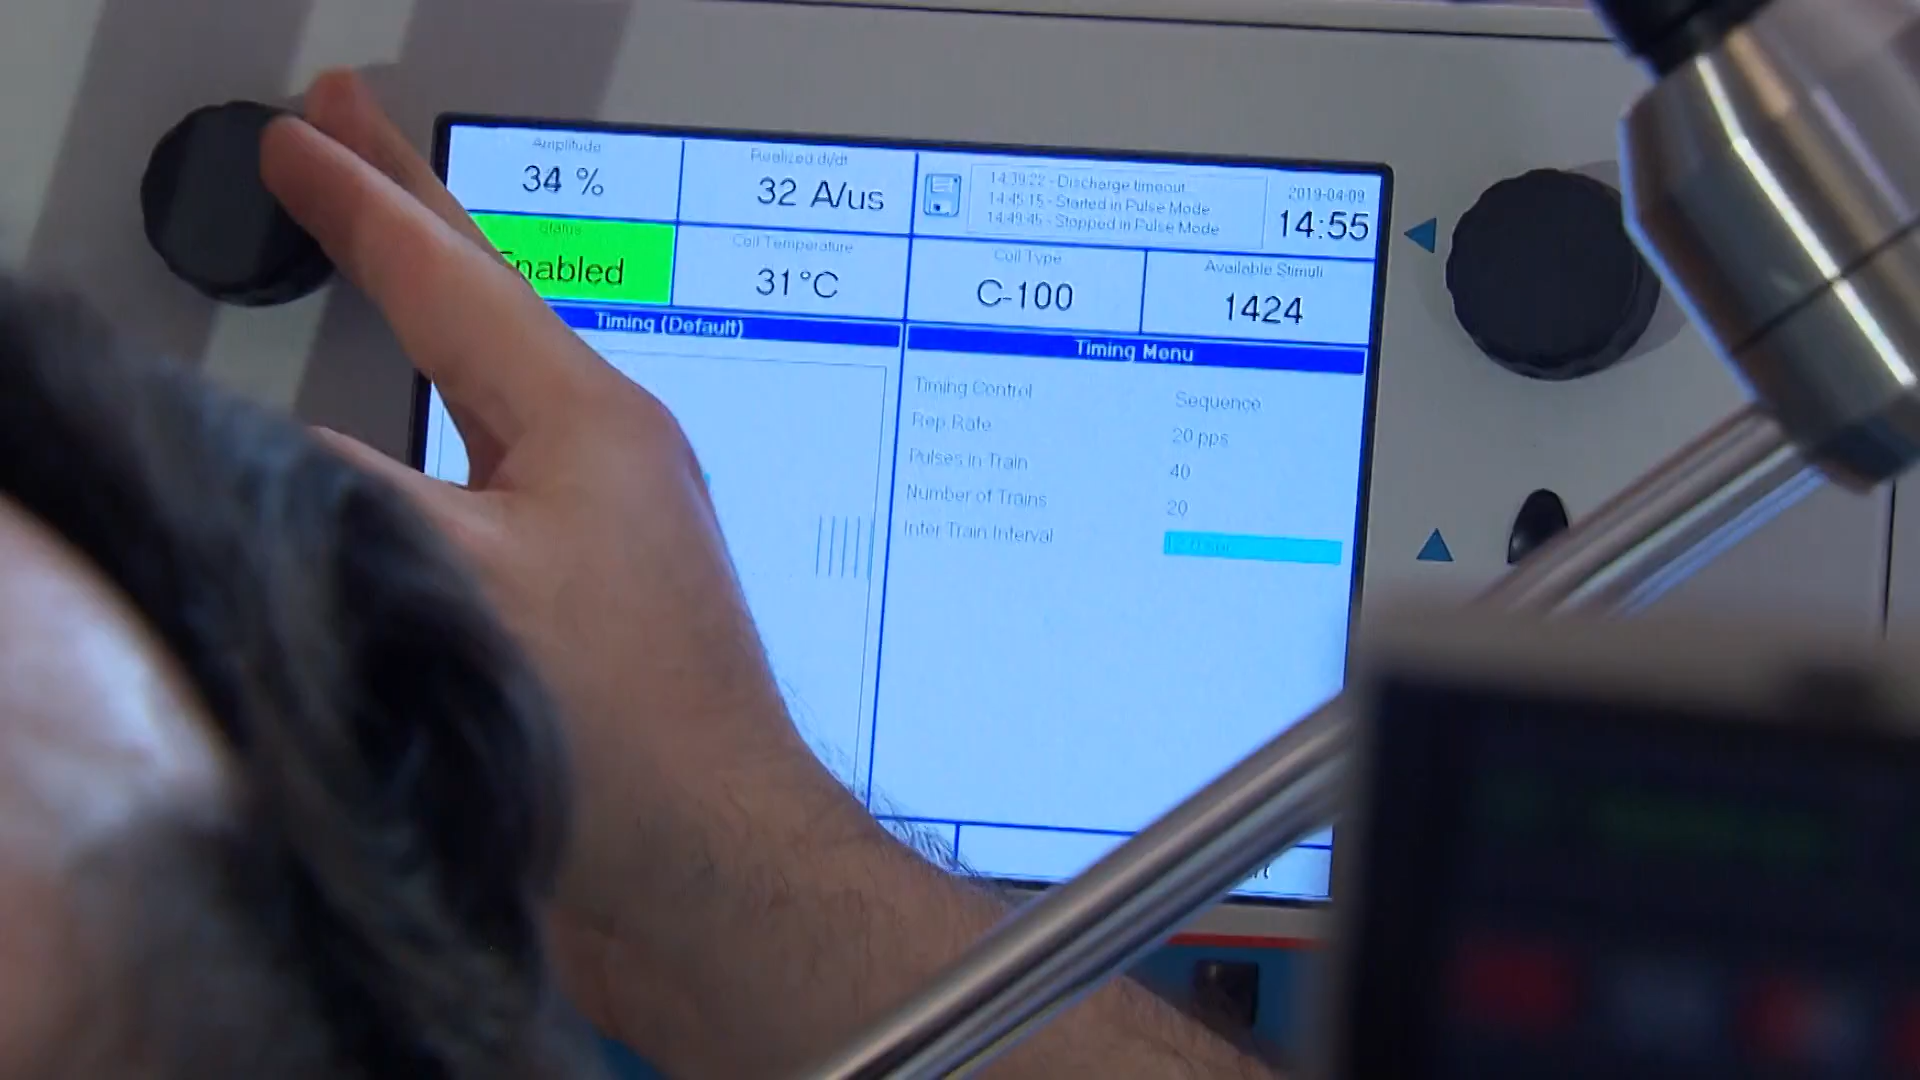 Amplitude
34 %
Realized di/dt
32 A/us
14:39:22 - Discharge timeout
14:45:15 - Started in Pulse Mode
14:49:45 - Stopped in Pulse Mode
2019-04-09
14:55
Status
Enabled
Coil Temperature
31°C
Coil Type
C-100
Available Stimuli
1424
Timing (Default)
Timing Menu
Timing Control Sequence
Rep.Rate 20 pps
Pulses in Train 40
Number of Trains 20
Inter Train Interval